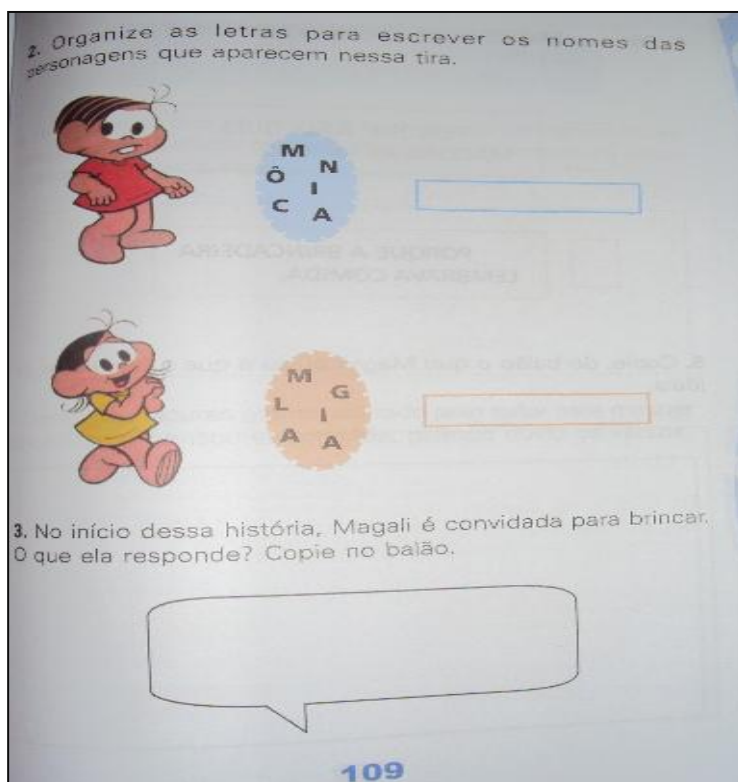 2. Organize as letras para escrever os nomes das
personagens que aparecem nessa tira.
M
Ô N
I
C A
M
G
L I
A A
3. No início dessa história, Magali é convidada para brincar.
O que ela responde? Copie no balão.
109